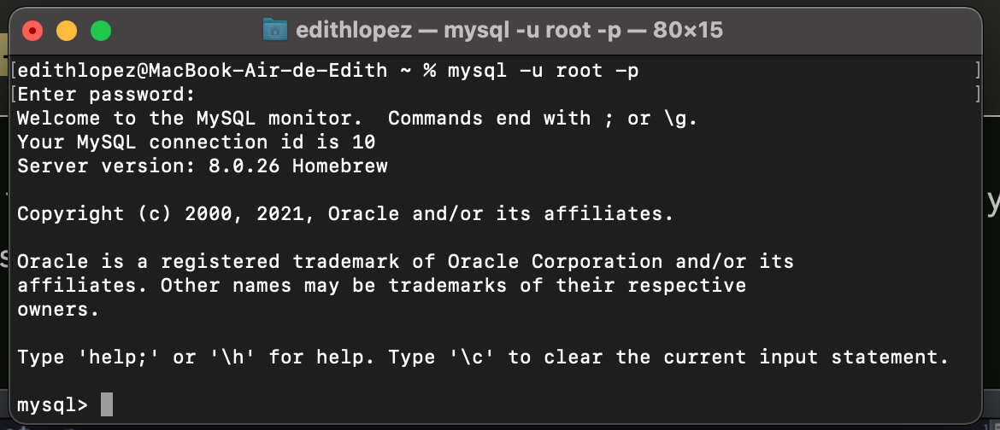 edithlopez — mysql -u root -p — 80×15
[edithlopez@MacBook-Air-de-Edith ~ % mysql -u root -p ]
[Enter password: ]
Welcome to the MySQL monitor.  Commands end with ; or \g.
Your MySQL connection id is 10
Server version: 8.0.26 Homebrew
Copyright (c) 2000, 2021, Oracle and/or its affiliates.
Oracle is a registered trademark of Oracle Corporation and/or its
affiliates. Other names may be trademarks of their respective
owners.
Type 'help;' or '\h' for help. Type '\c' to clear the current input statement.
mysql>